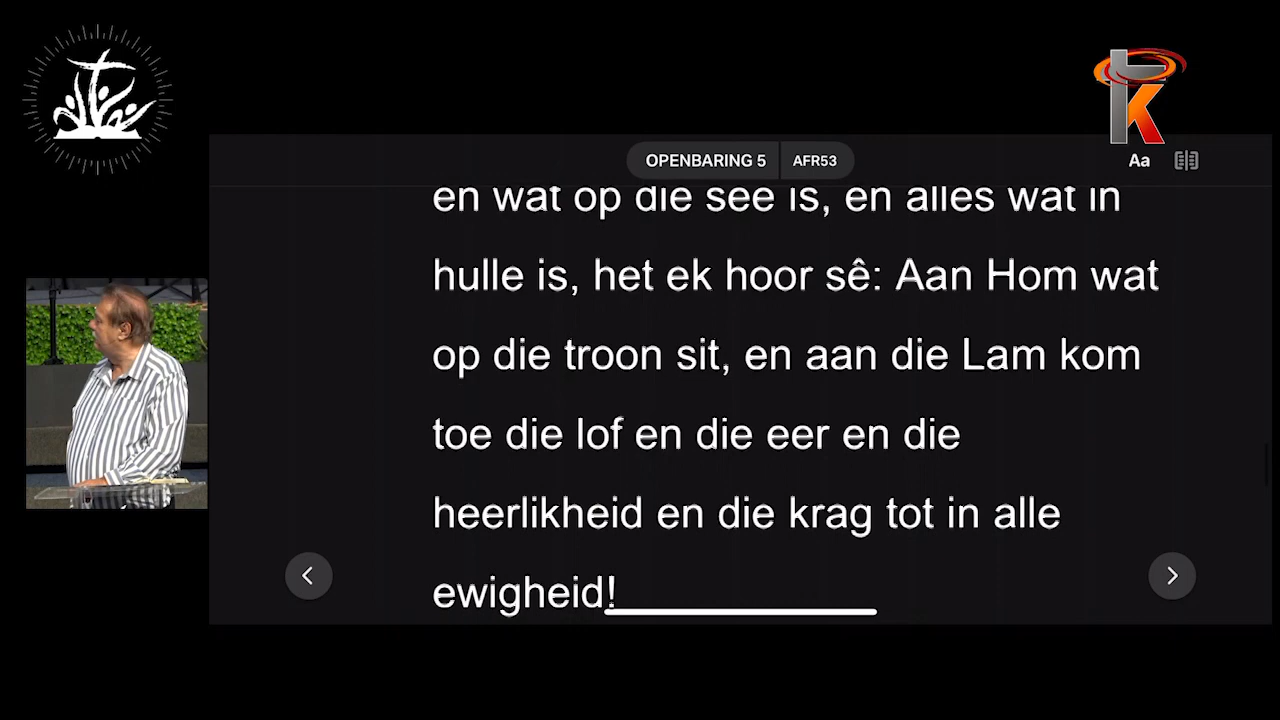 OPENBARING 5 AFR53
Aa
en wat op die see is, en alles wat in
hulle is, het ek hoor sê: Aan Hom wat
op die troon sit, en aan die Lam kom
toe die lof en die eer en die
heerlikheid en die krag tot in alle
ewigheid!